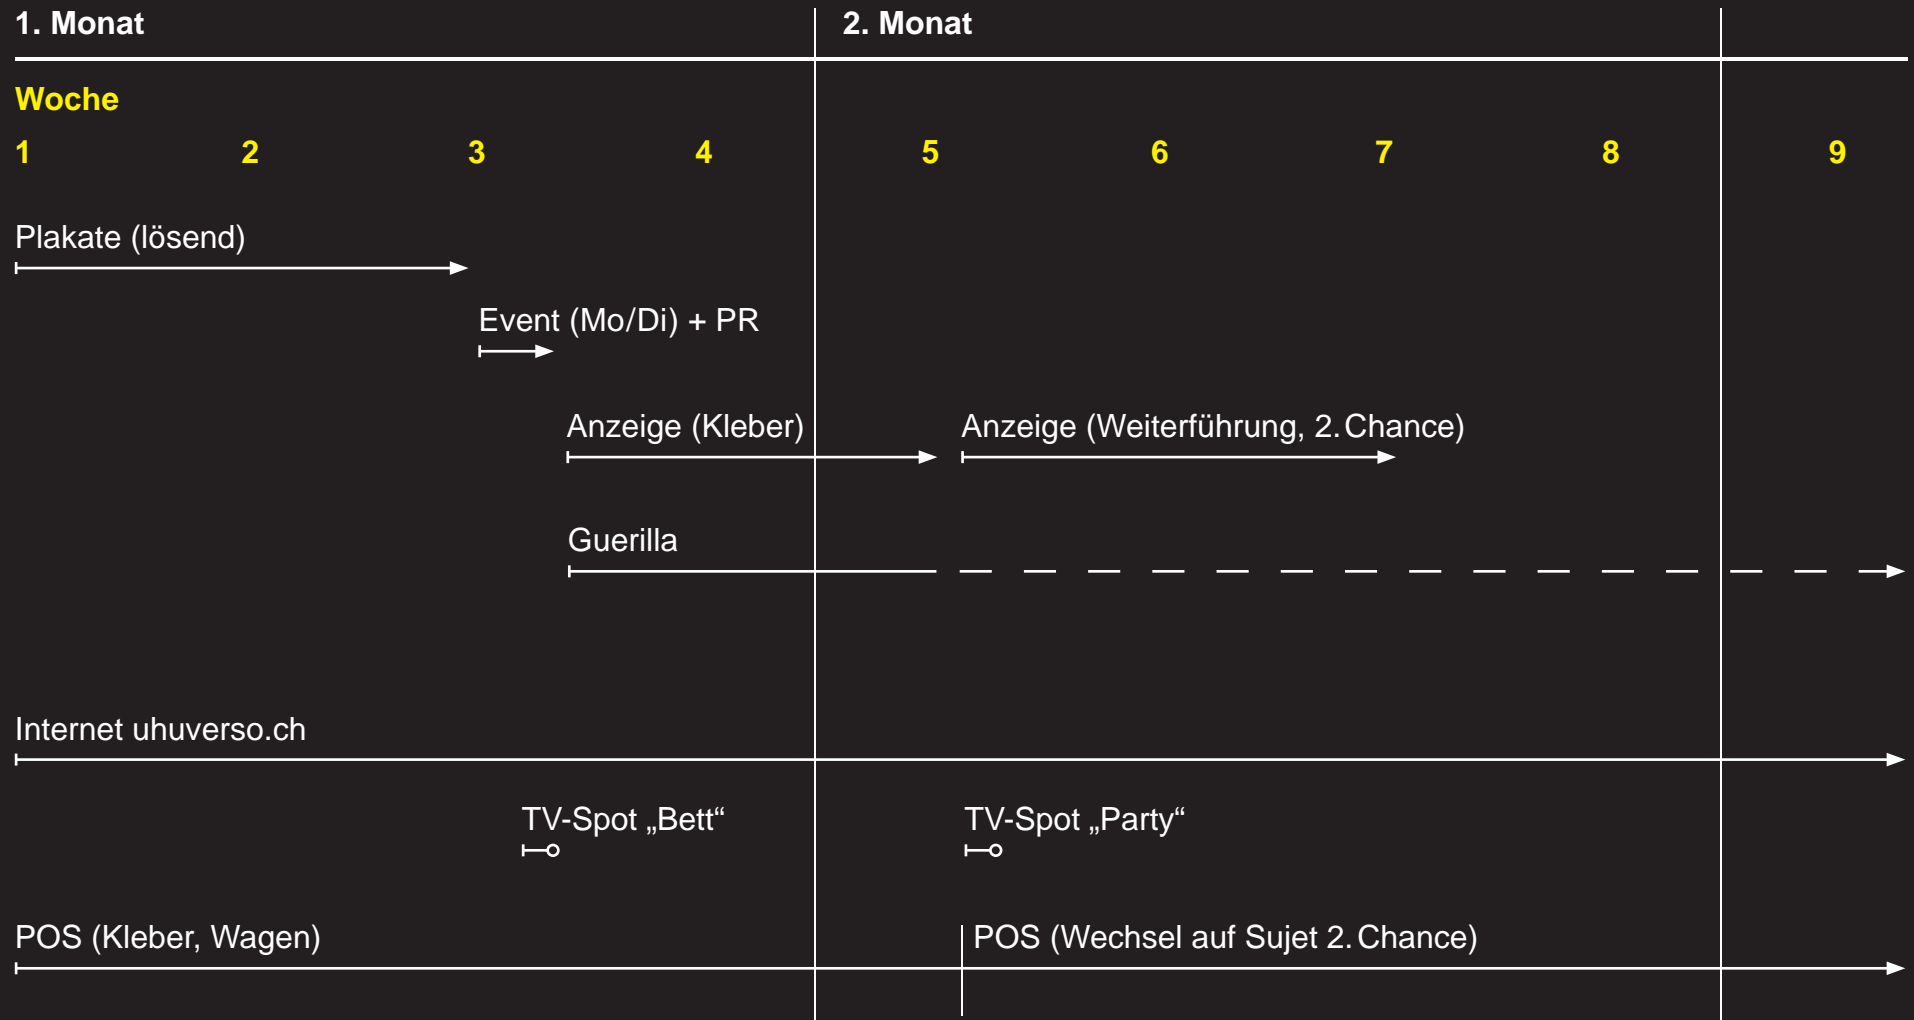 1. Monat 2. Monat
Woche
1 2 3 4 5 6 7 8 9
Plakate (lösend)
Event (Mo/Di) + PR
Anzeige (Kleber) Anzeige (Weiterführung, 2. Chance)
Guerilla
Internet uhuverso.ch
TV-Spot „Bett“ TV-Spot „Party“
POS (Kleber, Wagen) POS (Wechsel auf Sujet 2. Chance)